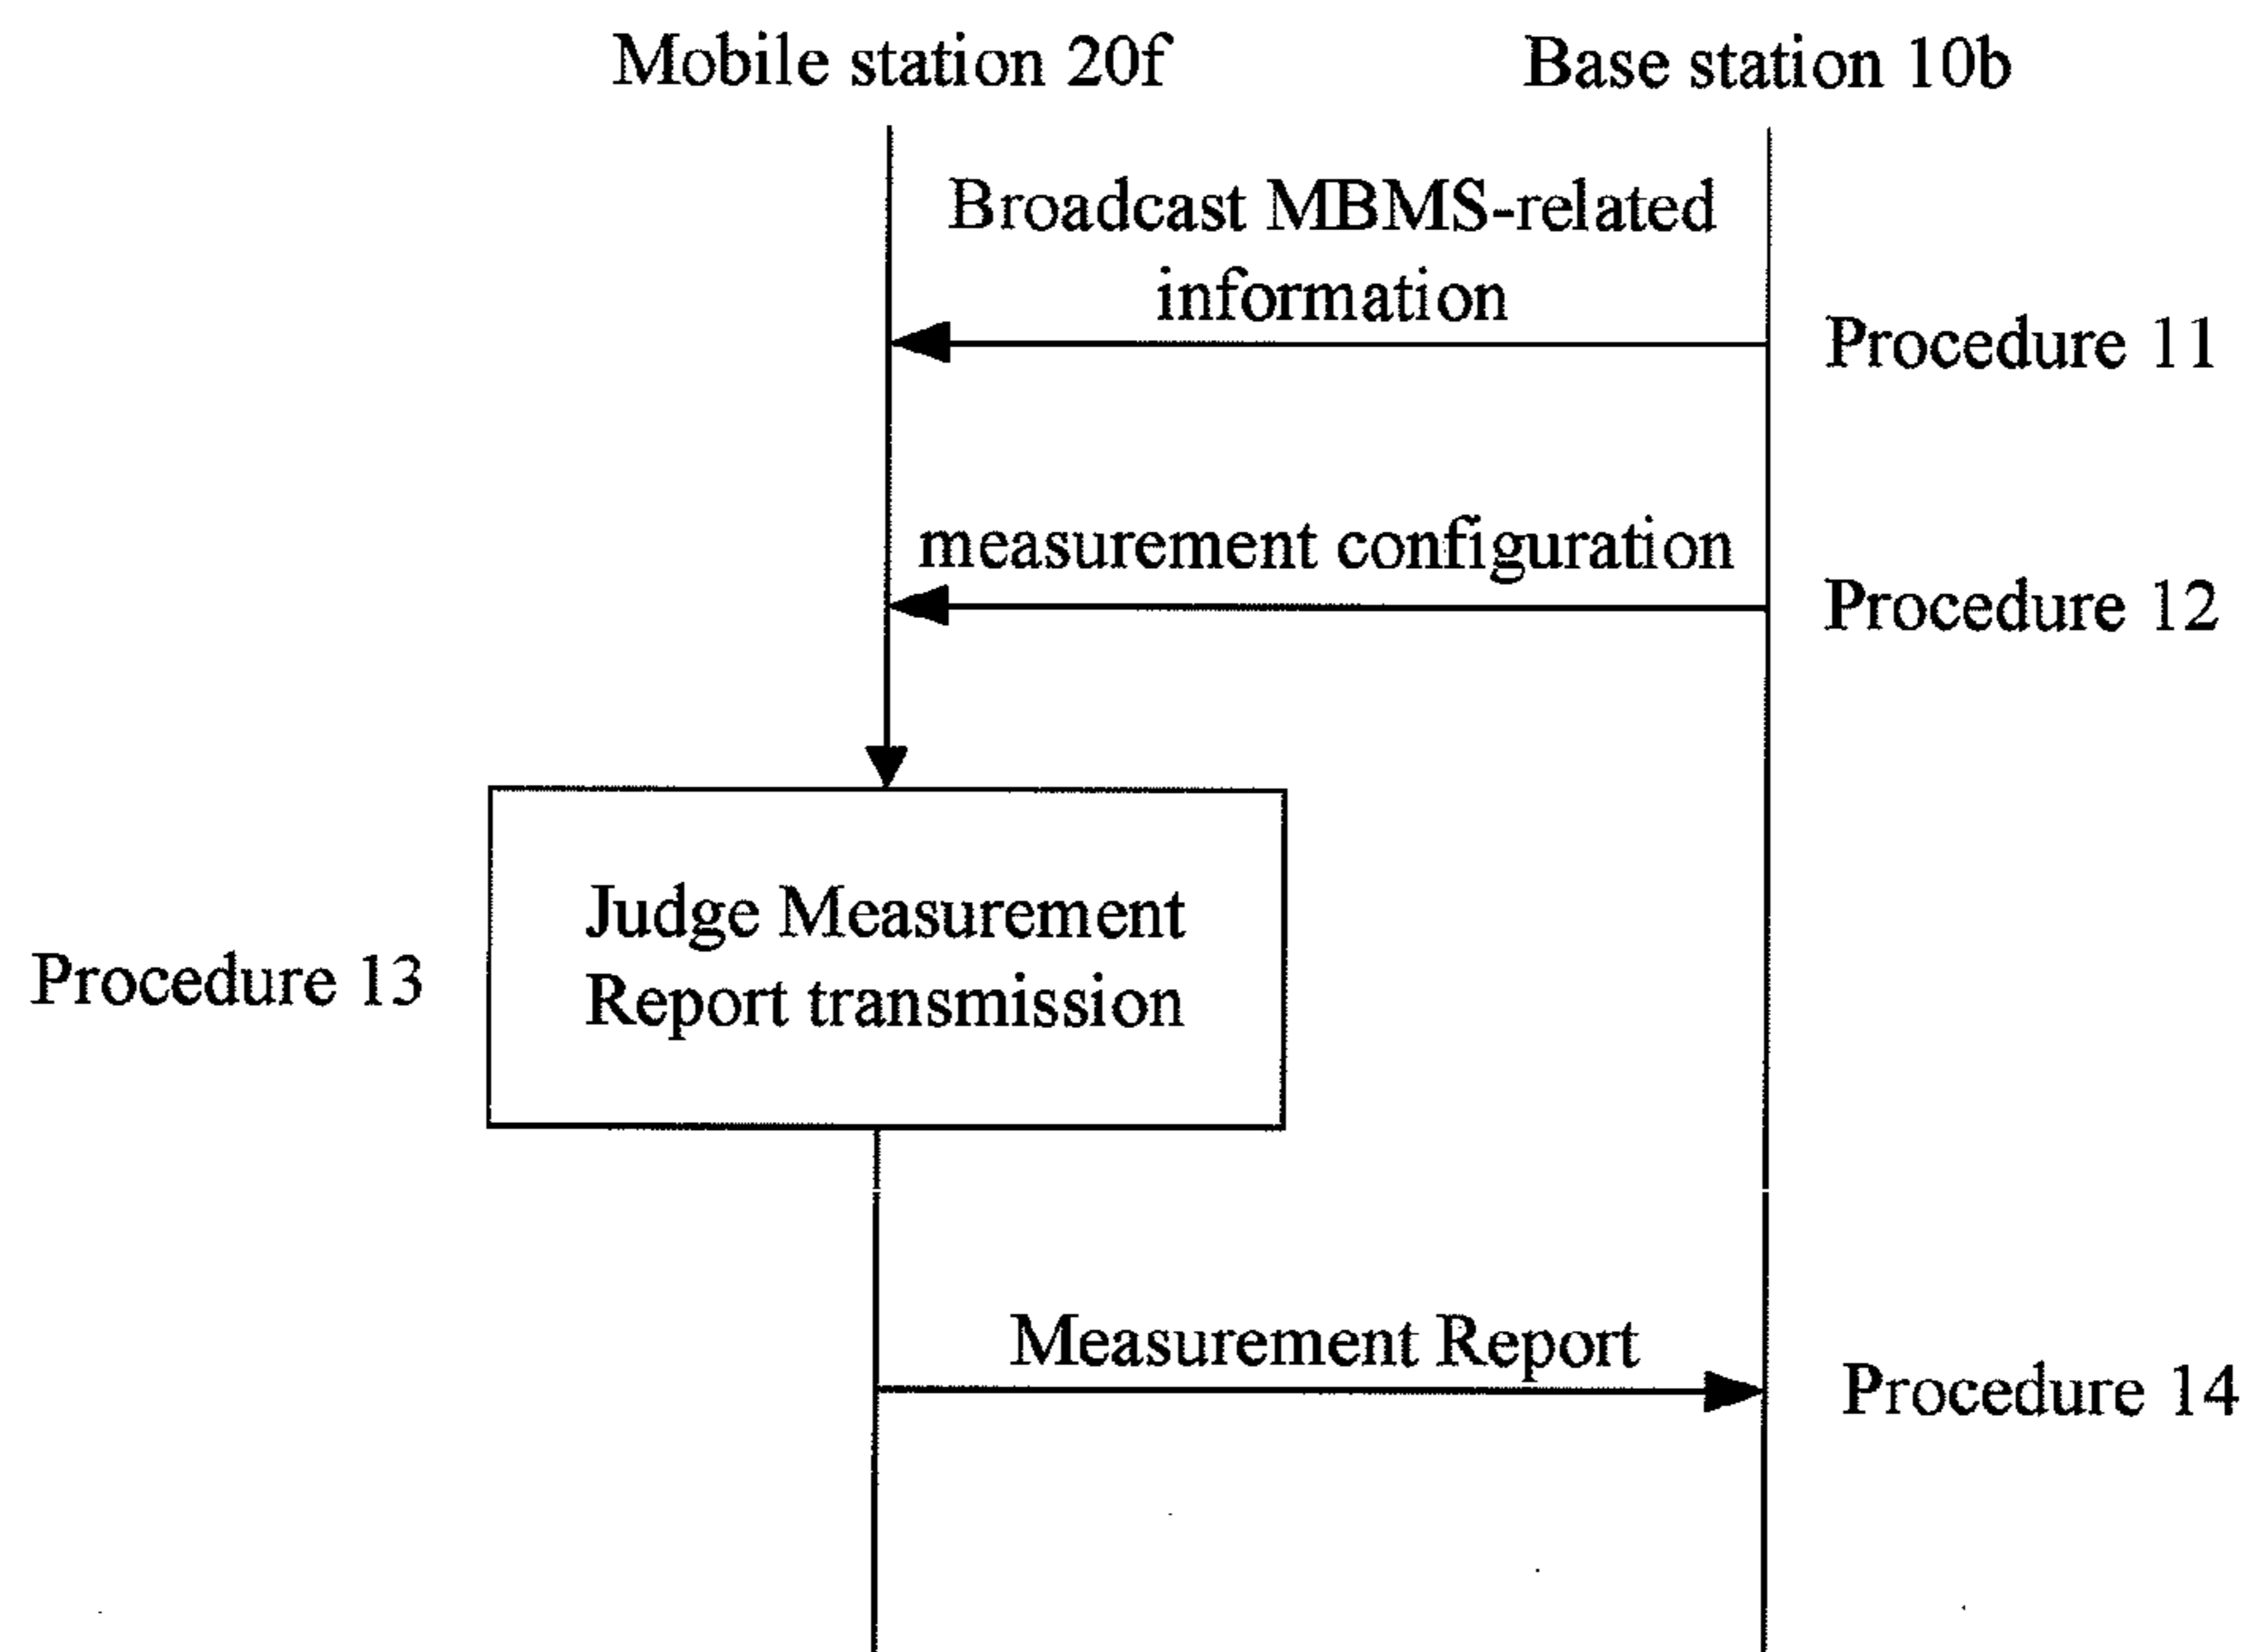 Mobile station 20f
Base station 10b
Broadcast MBMS-related
information
Procedure 11
measurement configuration
Procedure 12
Judge Measurement
Report transmission
Procedure 13
Measurement Report
Procedure 14